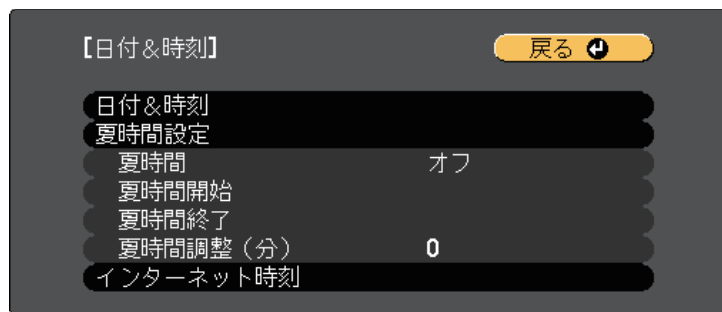 【日付＆時刻】 戻る
日付＆時刻
夏時間設定
夏時間 オフ
夏時間開始
夏時間終了
夏時間調整（分） 0
インターネット時刻